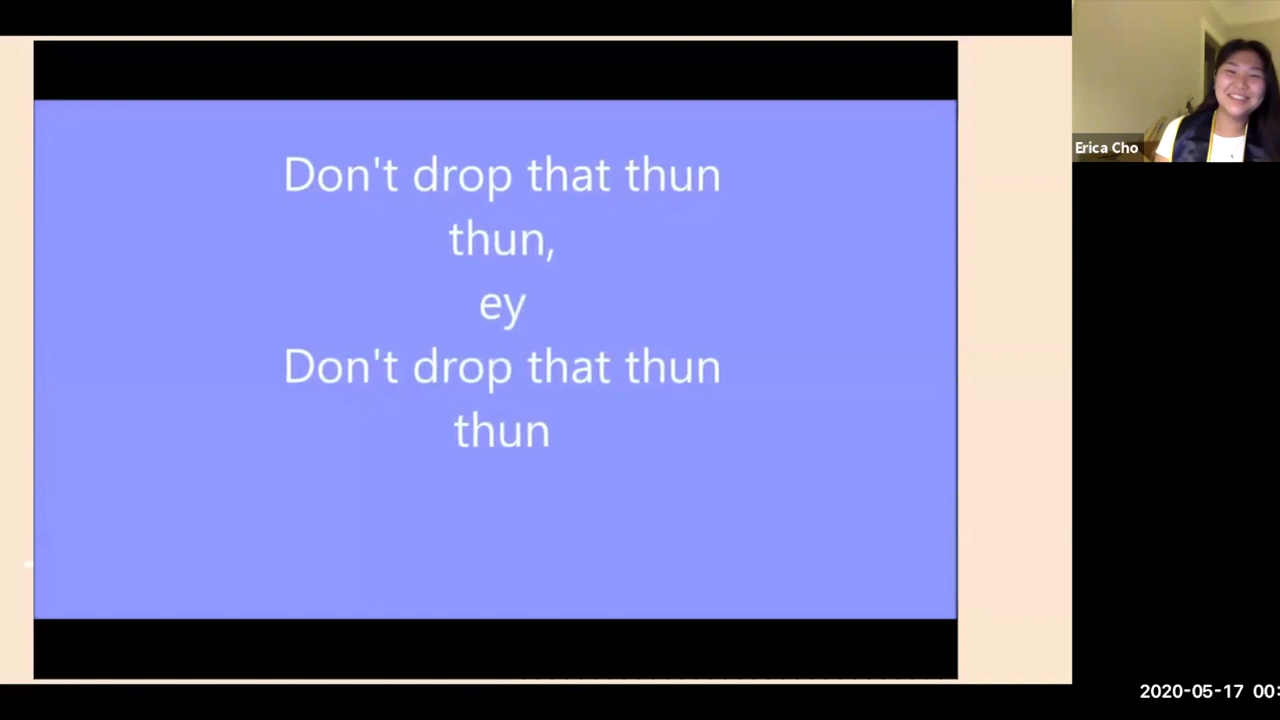 Don't drop that thun
thun,
ey
Don't drop that thun
thun
Erica Cho
2020-05-17 00: